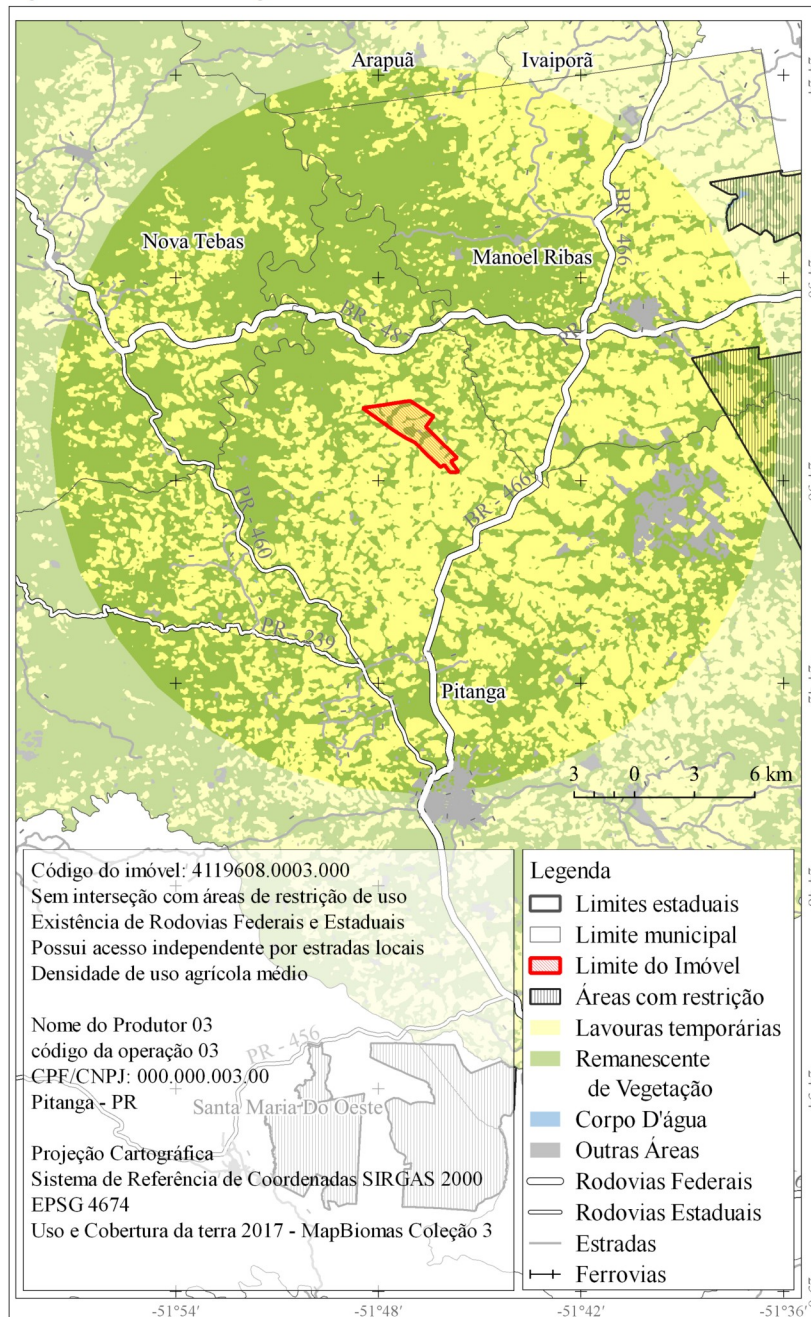 Arapuã
Ivaiporã
BR - 466
Nova Tebas
Manoel Ribas
BR - 48
PR
BR - 466
PR - 460
PR - 239
Pitanga
3 0 3 6 km
Código do imóvel: 4119608.0003.000
Sem interseção com áreas de restrição de uso
Existência de Rodovias Federais e Estaduais
Possui acesso independente por estradas locais
Densidade de uso agrícola médio
Nome do Produtor 03
código da operação 03
CPF/CNPJ: 000.000.003.00
Pitanga - PR
PR - 456
Santa Maria Do Oeste
Projeção Cartográfica
Sistema de Referência de Coordenadas SIRGAS 2000
EPSG 4674
Uso e Cobertura da terra 2017 - MapBiomas Coleção 3
Legenda
Limites estaduais
Limite municipal
Limite do Imóvel
Áreas com restrição
Lavouras temporárias
Remanescente
de Vegetação
Corpo D'água
Outras Áreas
Rodovias Federais
Rodovias Estaduais
Estradas
Ferrovias
-51°54' -51°48' -51°42' -51°36'